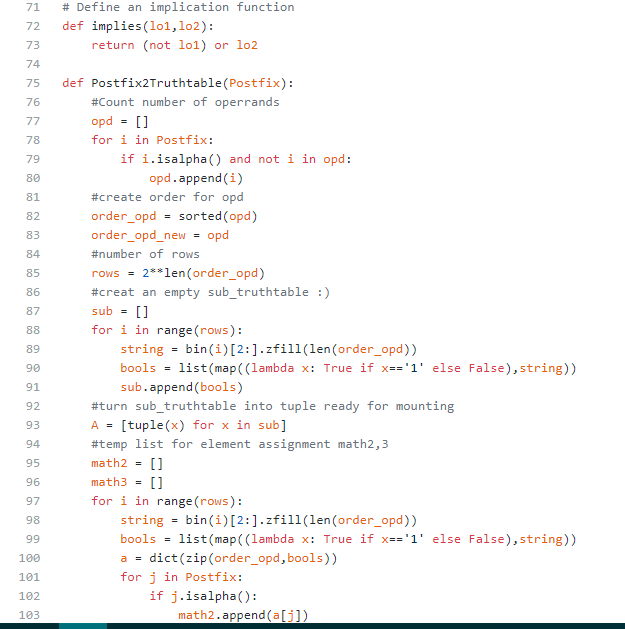 71 # Define an implication function
72 def implies(lo1,lo2):
73     return (not lo1) or lo2
74
75 def Postfix2Truthtable(Postfix):
76     #Count number of operrands
77     opd = []
78     for i in Postfix:
79         if i.isalpha() and not i in opd:
80             opd.append(i)
81     #create order for opd
82     order_opd = sorted(opd)
83     order_opd_new = opd
84     #number of rows
85     rows = 2**len(order_opd)
86     #creat an empty sub_truthtable :)
87     sub = []
88     for i in range(rows):
89         string = bin(i)[2:].zfill(len(order_opd))
90         bools = list(map((lambda x: True if x=='1' else False),string))
91         sub.append(bools)
92     #turn sub_truthtable into tuple ready for mounting
93     A = [tuple(x) for x in sub]
94     #temp list for element assignment math2,3
95     math2 = []
96     math3 = []
97     for i in range(rows):
98         string = bin(i)[2:].zfill(len(order_opd))
99         bools = list(map((lambda x: True if x=='1' else False),string))
100         a = dict(zip(order_opd,bools))
101         for j in Postfix:
102             if j.isalpha():
103                 math2.append(a[j])